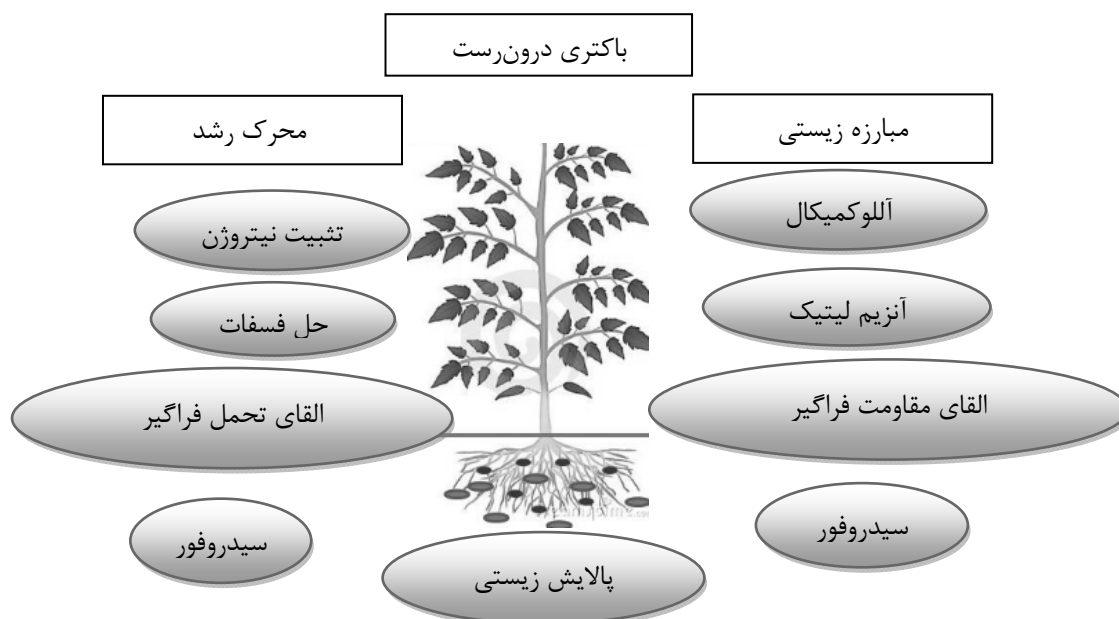 باکتری درون‌رست
مبارزه زیستی
محرک رشد
آللوکمیکال
تثبیت نیتروژن
آنزیم لیتیک
حل فسفات
القای مقاومت فراگیر
القای تحمل فراگیر
سیدروفور
سیدروفور
پالایش زیستی